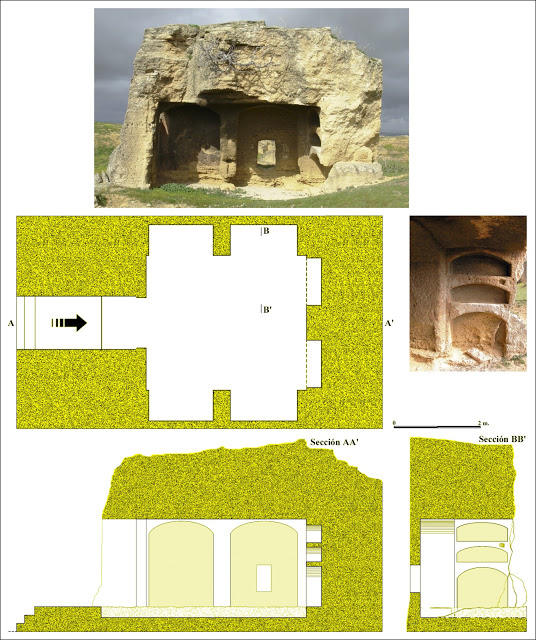 B
B'
A
A'
0 2 m.
Sección AA'
Sección BB'